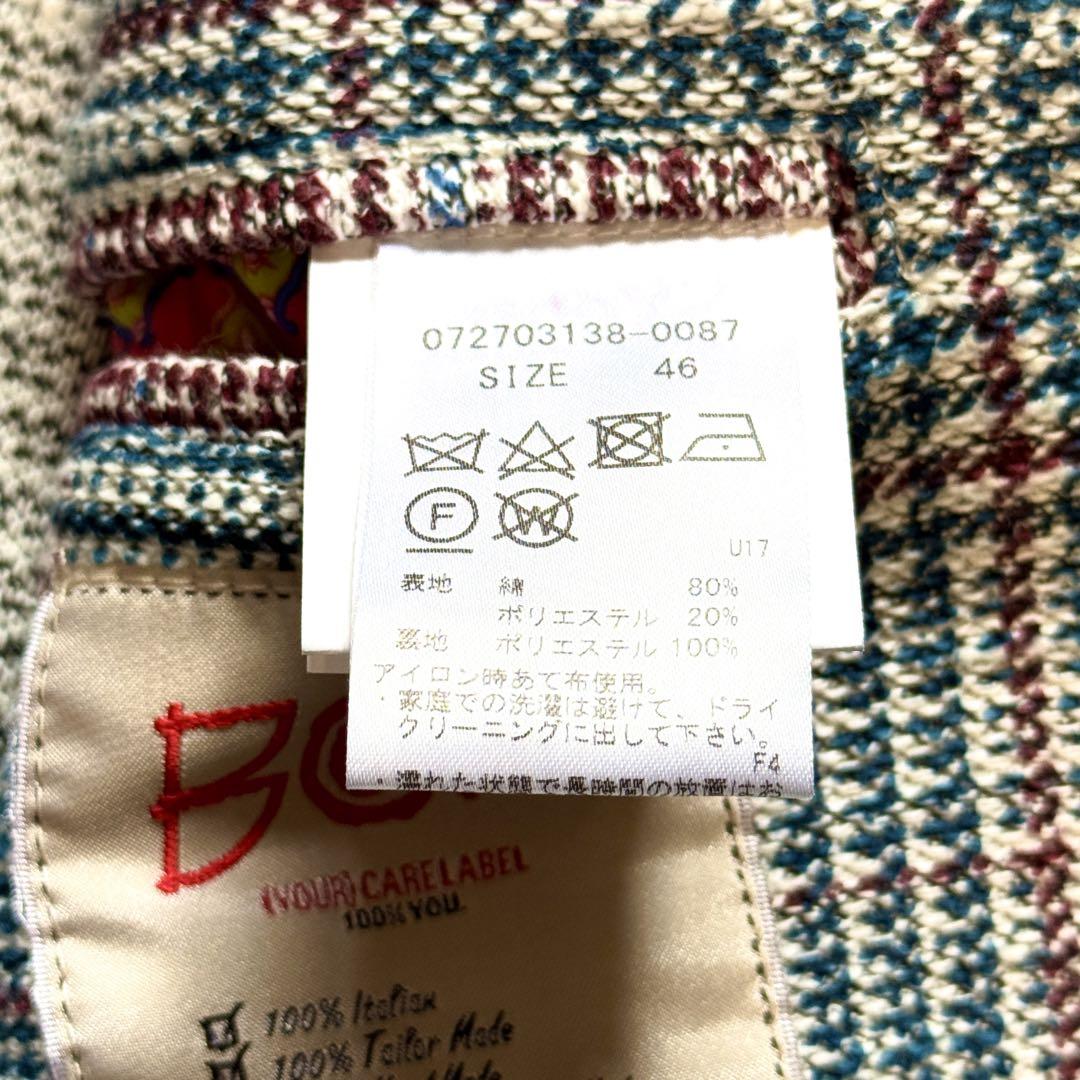 072703138-0087
SIZE 46
F
W
U17
表地 綿 80%
ポリエステル 20%
裏地 ポリエステル 100%
アイロン時あて布使用。
・家庭での洗濯は避けて、ドライ
クリーニングに出して下さい。
F4
(YOUR) CARE LABEL
100% YOU.
100% Italian
100% Tailor Made